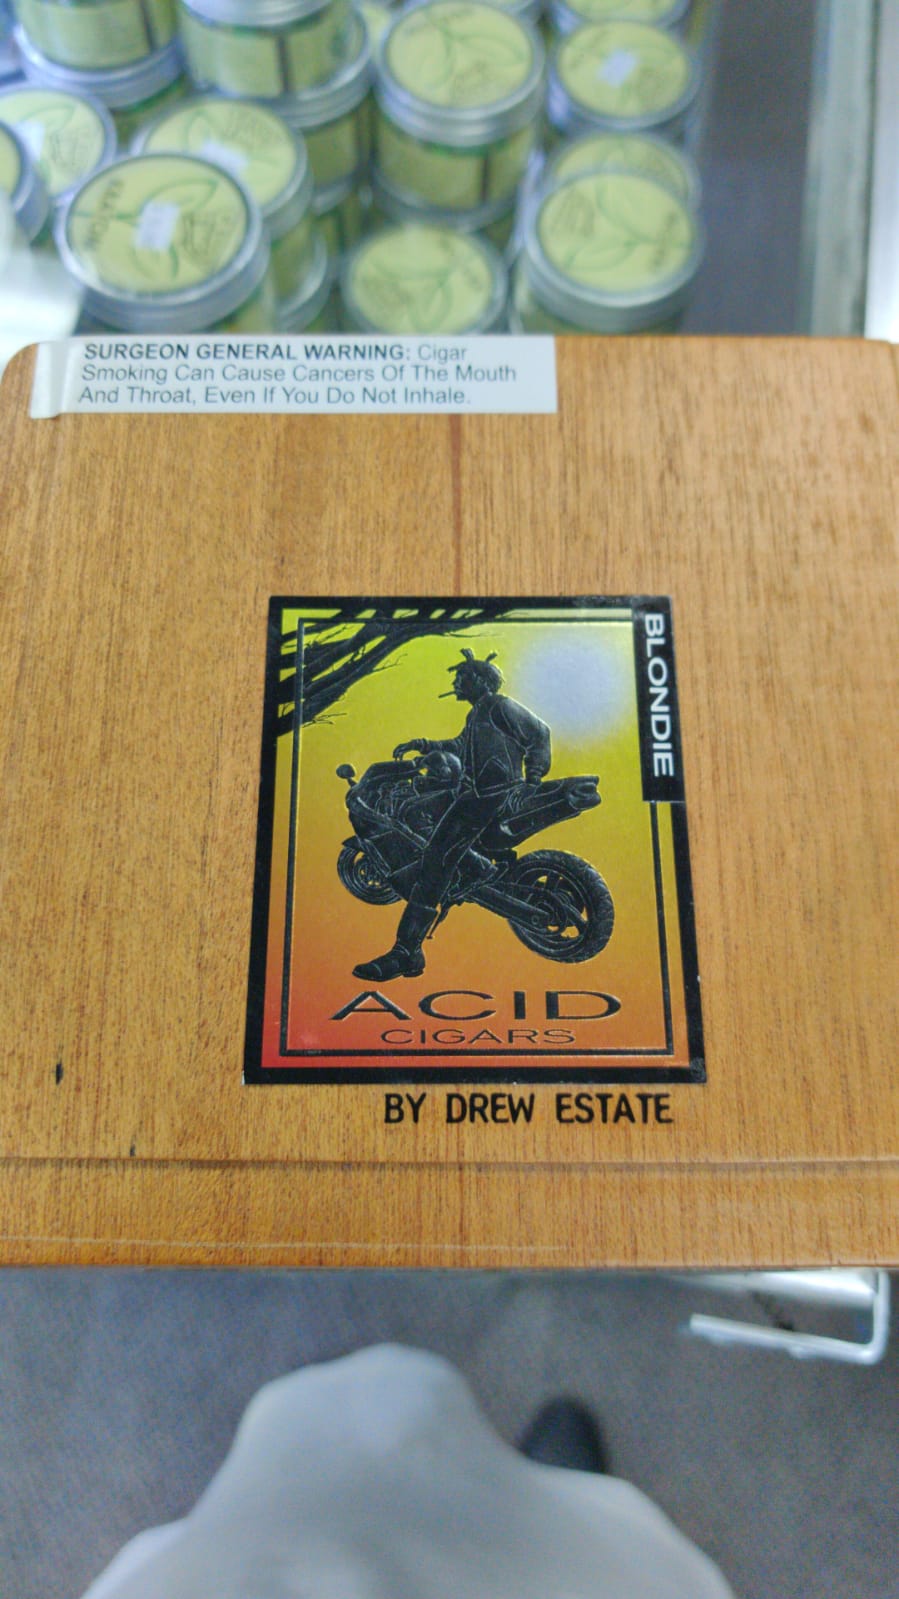 KRATOM
SURGEON GENERAL WARNING: Cigar
Smoking Can Cause Cancers Of The Mouth
And Throat, Even If You Do Not Inhale.
BLONDIE
ACID
CIGARS
BY DREW ESTATE